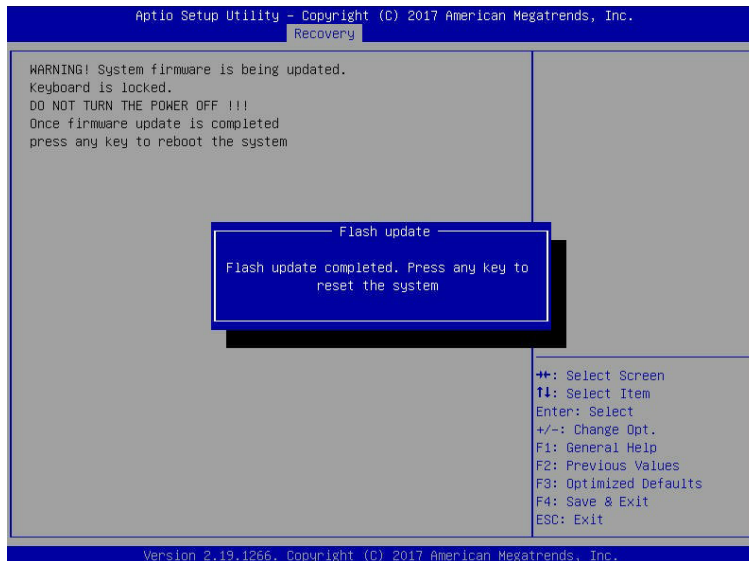 Aptio Setup Utility – Copyright (C) 2017 American Megatrends, Inc.
Recovery
WARNING! System firmware is being updated.
Keyboard is locked.
DO NOT TURN THE POWER OFF !!!
Once firmware update is completed
press any key to reboot the system
Flash update
Flash update completed. Press any key to
reset the system
→←: Select Screen
↑↓: Select Item
Enter: Select
+/-: Change Opt.
F1: General Help
F2: Previous Values
F3: Optimized Defaults
F4: Save & Exit
ESC: Exit
Version 2.19.1266. Copyright (C) 2017 American Megatrends, Inc.